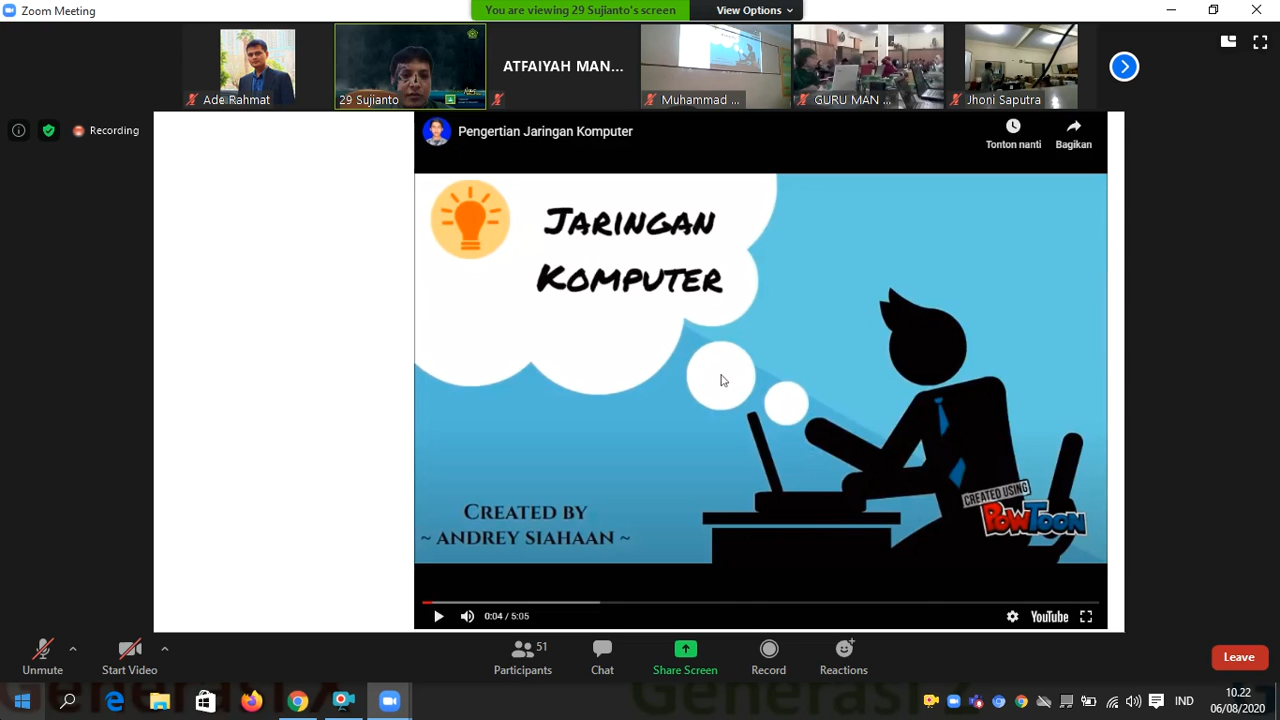 Zoom Meeting
You are viewing 29 Sujianto's screen
View Options
Ade Rahmat
29 Sujianto
ATFAIYAH MAN...
Muhammad ...
GURU MAN ...
Jhoni Saputra
Recording
Pengertian Jaringan Komputer
Tonton nanti
Bagikan
JARINGAN
KOMPUTER
CREATED BY
~ ANDREY SIAHAAN ~
CREATED USING
POWTOON
0:04 / 5:05
YouTube
Unmute
Start Video
Participants
51
Chat
Share Screen
Record
Reactions
Leave
IND
10.22
06/08/2020